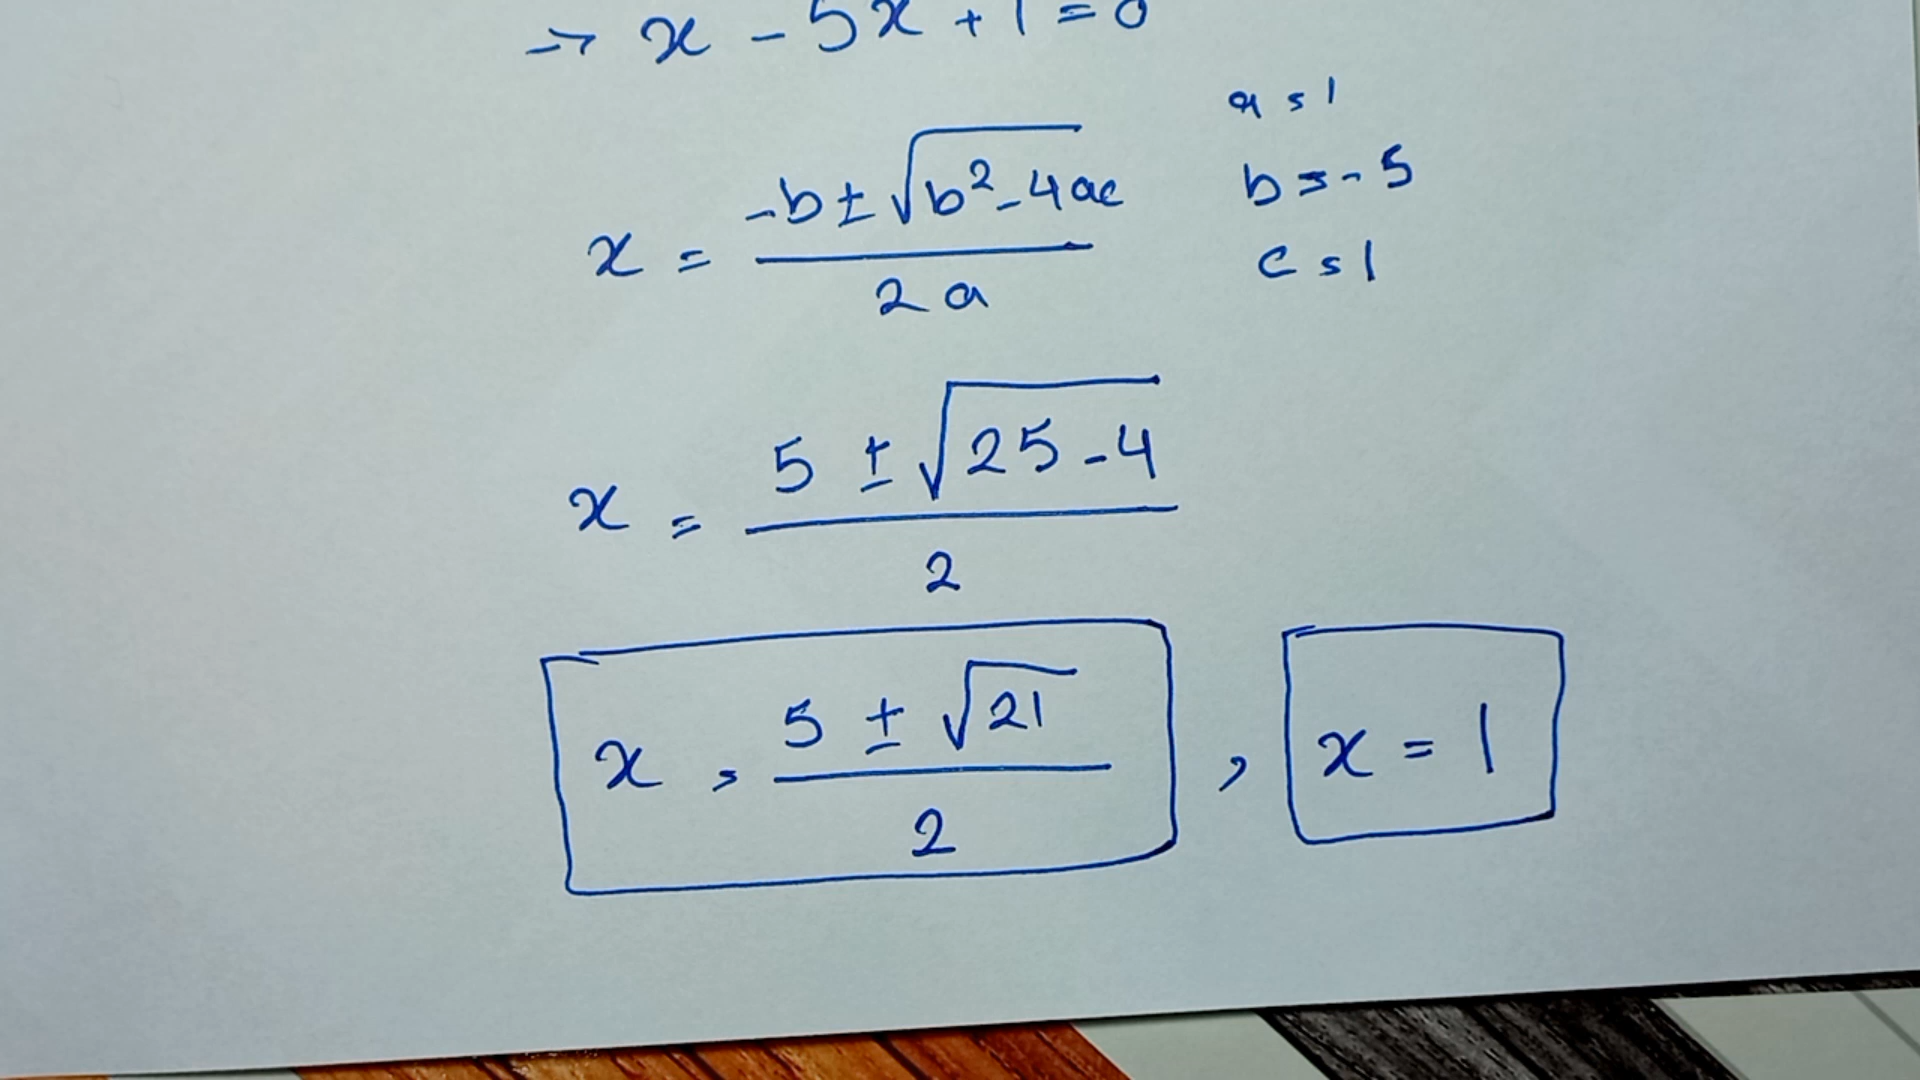 → x - 5x + 1 = 0
a = 1
x = (-b ± √(b² - 4ac)) / 2a
b = -5
c = 1
x = (5 ± √(25 - 4)) / 2
x = (5 ± √21) / 2 , x = 1